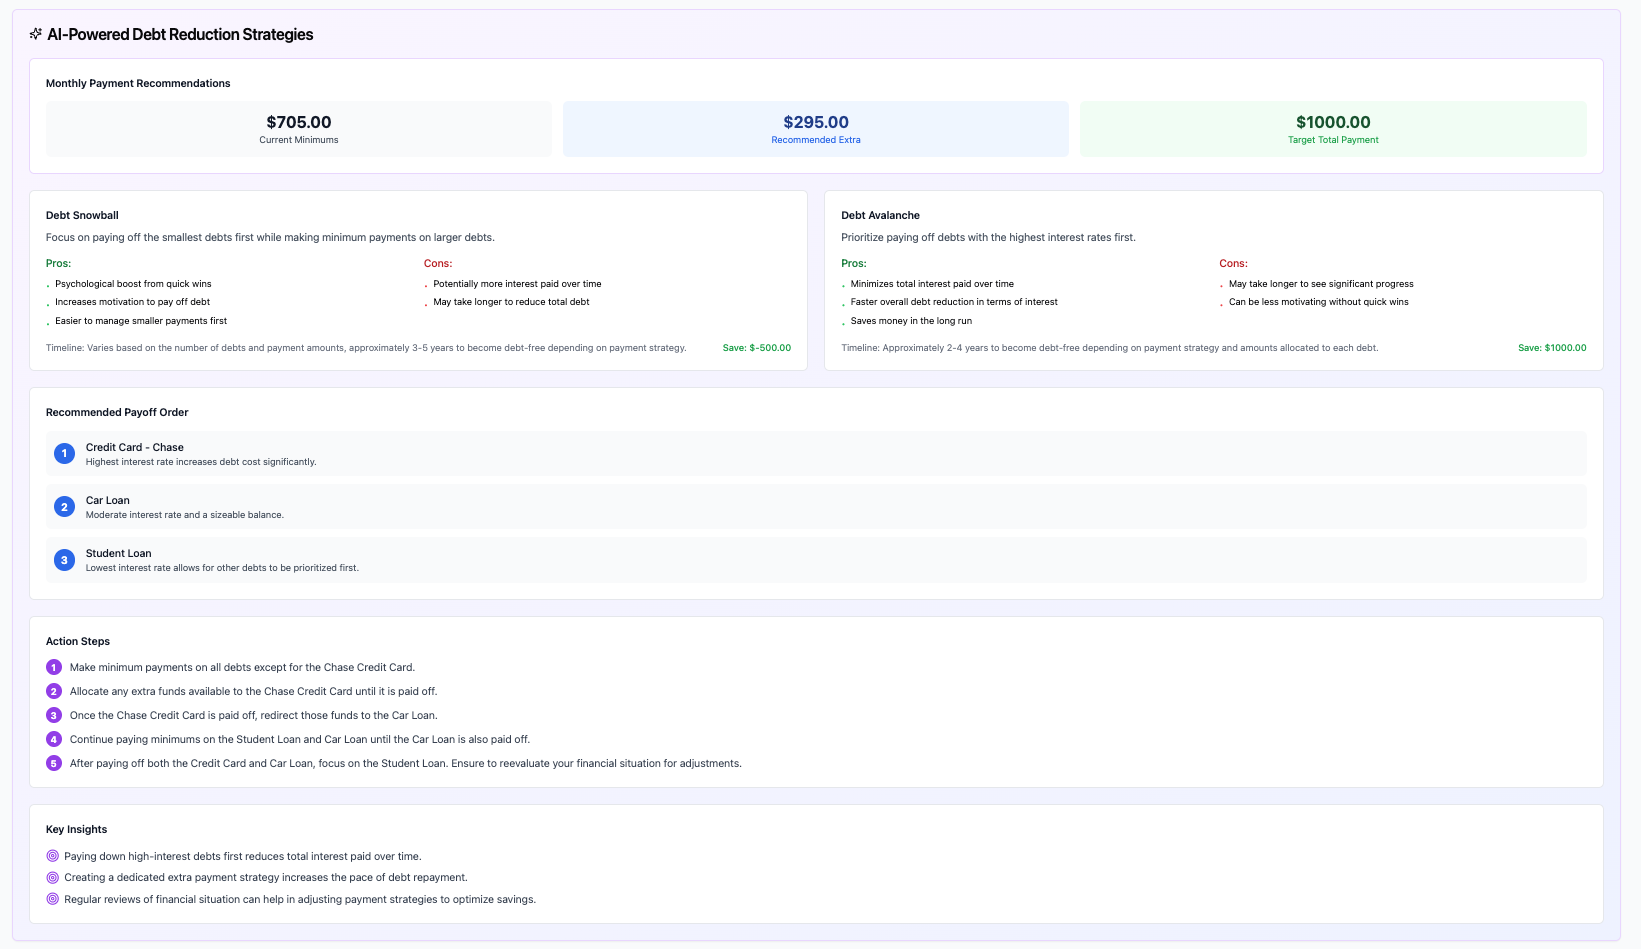 AI-Powered Debt Reduction Strategies
Monthly Payment Recommendations
$705.00
Current Minimums
$295.00
Recommended Extra
$1000.00
Target Total Payment
Debt Snowball
Focus on paying off the smallest debts first while making minimum payments on larger debts.
Pros:
Psychological boost from quick wins
Increases motivation to pay off debt
Easier to manage smaller payments first
Cons:
Potentially more interest paid over time
May take longer to reduce total debt
Timeline: Varies based on the number of debts and payment amounts, approximately 3-5 years to become debt-free depending on payment strategy.
Save: $-500.00
Debt Avalanche
Prioritize paying off debts with the highest interest rates first.
Pros:
Minimizes total interest paid over time
Faster overall debt reduction in terms of interest
Saves money in the long run
Cons:
May take longer to see significant progress
Can be less motivating without quick wins
Timeline: Approximately 2-4 years to become debt-free depending on payment strategy and amounts allocated to each debt.
Save: $1000.00
Recommended Payoff Order
1
Credit Card - Chase
Highest interest rate increases debt cost significantly.
2
Car Loan
Moderate interest rate and a sizeable balance.
3
Student Loan
Lowest interest rate allows for other debts to be prioritized first.
Action Steps
1 Make minimum payments on all debts except for the Chase Credit Card.
2 Allocate any extra funds available to the Chase Credit Card until it is paid off.
3 Once the Chase Credit Card is paid off, redirect those funds to the Car Loan.
4 Continue paying minimums on the Student Loan and Car Loan until the Car Loan is also paid off.
5 After paying off both the Credit Card and Car Loan, focus on the Student Loan. Ensure to reevaluate your financial situation for adjustments.
Key Insights
Paying down high-interest debts first reduces total interest paid over time.
Creating a dedicated extra payment strategy increases the pace of debt repayment.
Regular reviews of financial situation can help in adjusting payment strategies to optimize savings.